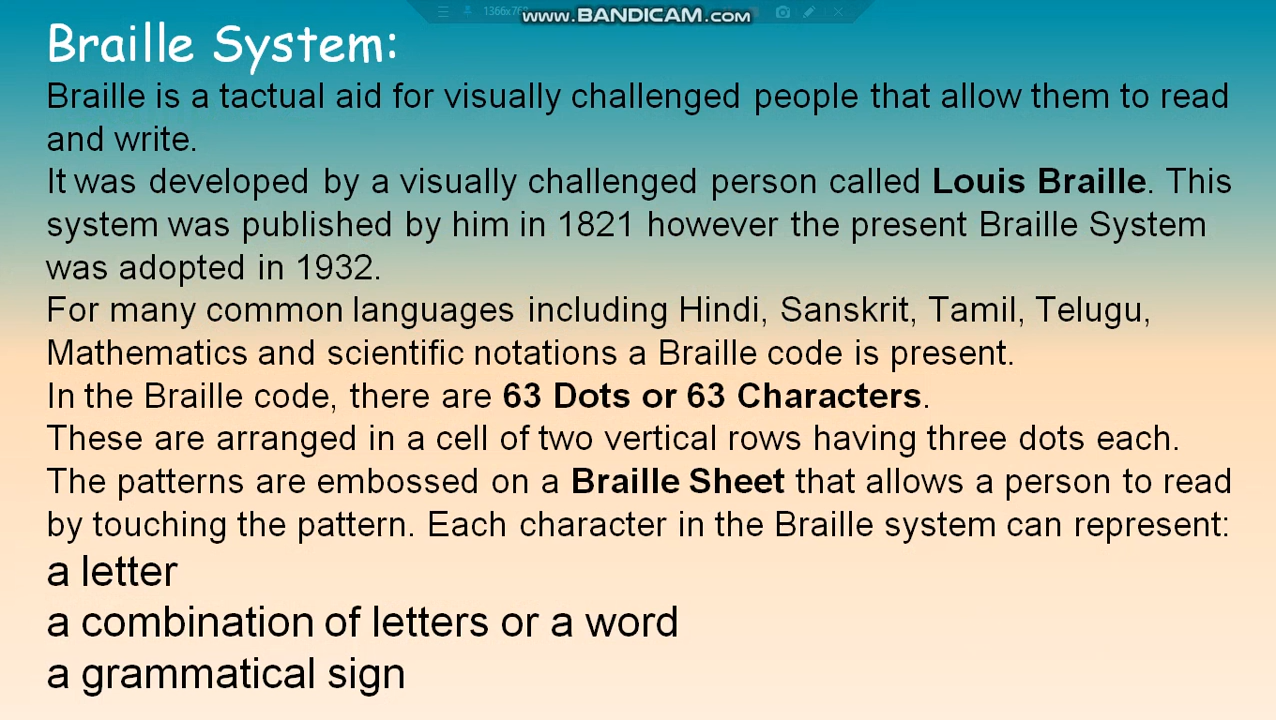 1366x768
www.BANDICAM.com
Braille System:
Braille is a tactual aid for visually challenged people that allow them to read
and write.
It was developed by a visually challenged person called Louis Braille. This
system was published by him in 1821 however the present Braille System
was adopted in 1932.
For many common languages including Hindi, Sanskrit, Tamil, Telugu,
Mathematics and scientific notations a Braille code is present.
In the Braille code, there are 63 Dots or 63 Characters.
These are arranged in a cell of two vertical rows having three dots each.
The patterns are embossed on a Braille Sheet that allows a person to read
by touching the pattern. Each character in the Braille system can represent:
a letter
a combination of letters or a word
a grammatical sign